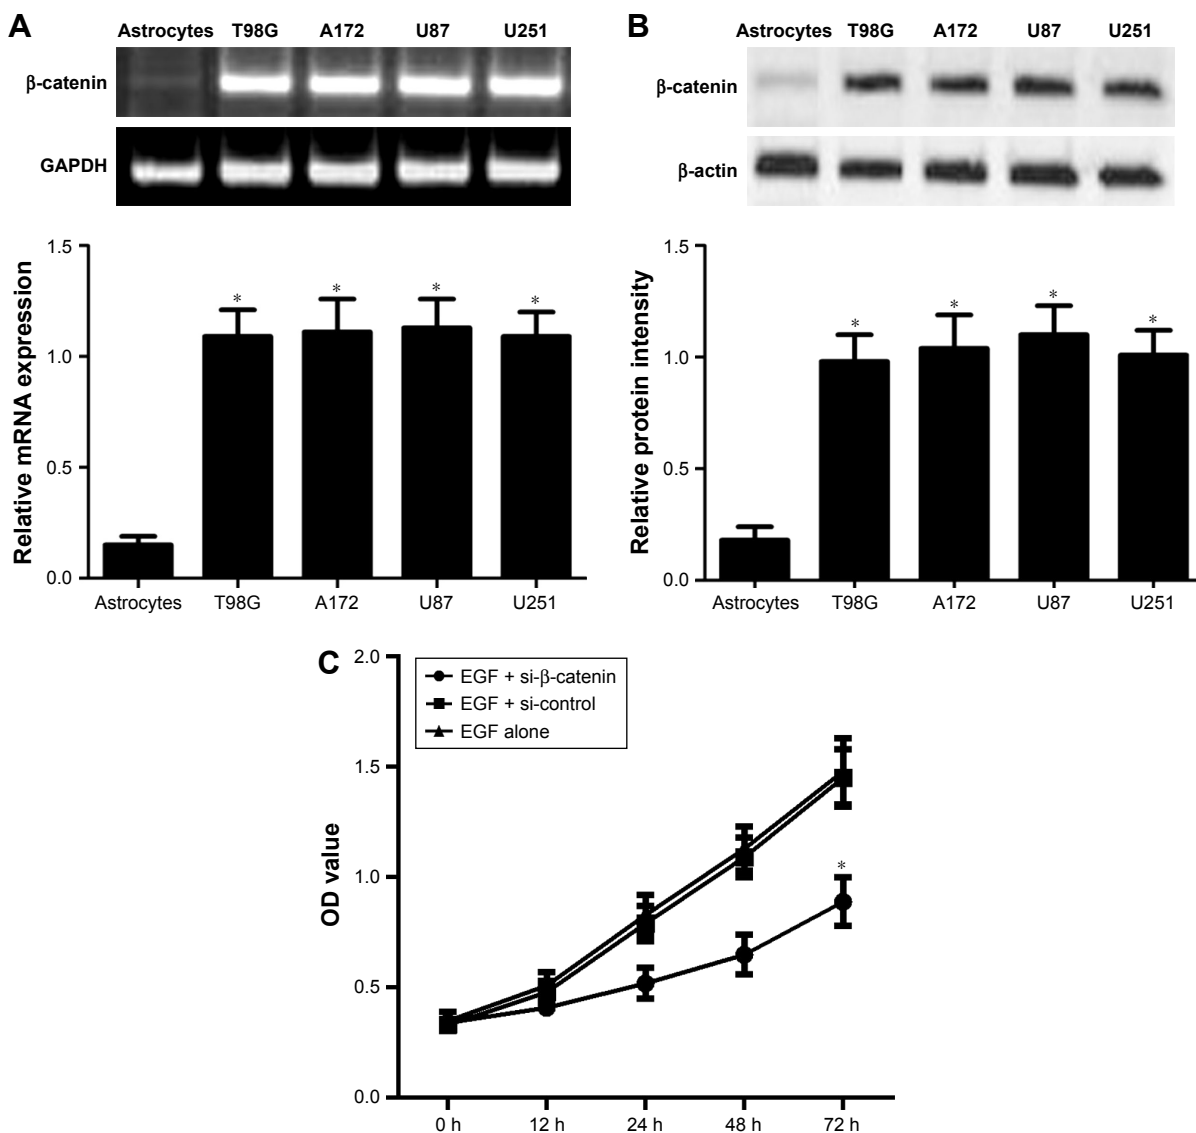 A
Astrocytes T98G A172 U87 U251
β-catenin
GAPDH
Relative mRNA expression
1.5
1.0
0.5
0.0
* * * *
Astrocytes T98G A172 U87 U251
B
Astrocytes T98G A172 U87 U251
β-catenin
β-actin
Relative protein intensity
1.5
1.0
0.5
0.0
* * * *
Astrocytes T98G A172 U87 U251
C
OD value
2.0
1.5
1.0
0.5
0.0
EGF + si-β-catenin
EGF + si-control
EGF alone
*
0 h 12 h 24 h 48 h 72 h